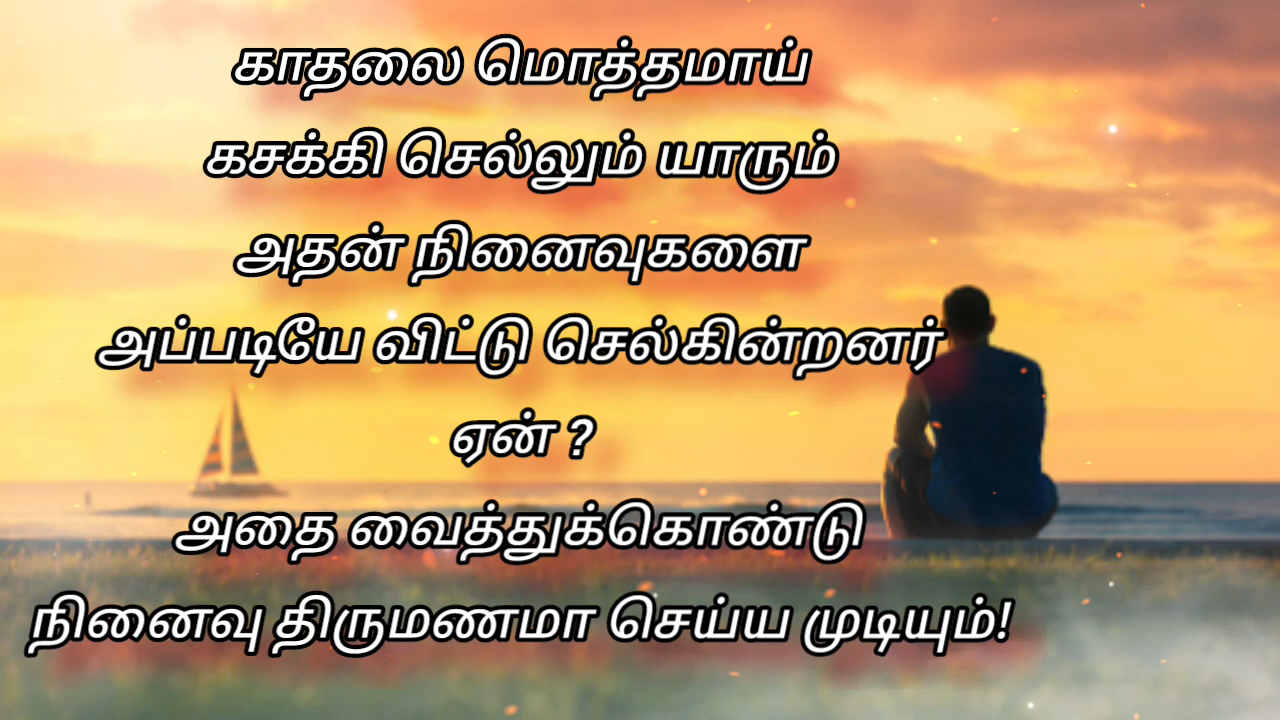 காதலை மொத்தமாய்
கசக்கி செல்லும் யாரும்
அதன் நினைவுகளை
அப்படியே விட்டு செல்கின்றனர்
ஏன் ?
அதை வைத்துக்கொண்டு
நினைவு திருமணமா செய்ய முடியும்!